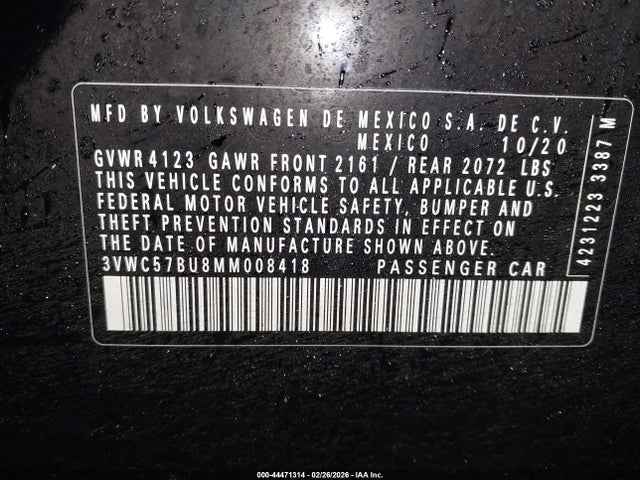 MFD BY VOLKSWAGEN DE MEXICO S.A. DE C.V.
MEXICO 10/20
GVWR 4123 GAWR FRONT 2161 / REAR 2072 LBS
THIS VEHICLE CONFORMS TO ALL APPLICABLE U.S.
FEDERAL MOTOR VEHICLE SAFETY, BUMPER AND
THEFT PREVENTION STANDARDS IN EFFECT ON
THE DATE OF MANUFACTURE SHOWN ABOVE.
3VWC57BU8MM008418 PASSENGER CAR
4231223 3387 M
000-44471314 - 02/26/2026 - IAAI Inc.